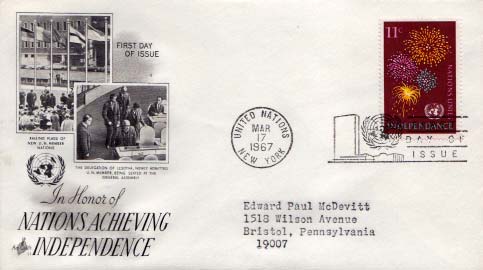 FIRST DAY
OF ISSUE
RAISING FLAGS OF
NEW U.N. MEMBER
NATIONS
THE DELEGATION OF LESOTHO, NEWLY ADMITTED
U.N. MEMBER, BEING SEATED AT THE
GENERAL ASSEMBLY
In Honor of
NATIONS ACHIEVING
INDEPENDENCE
UNITED NATIONS
MAR
17
1967
NEW YORK
11c
INDEPENDANCE
DAY OF
ISSUE
Edward Paul McDevitt
1518 Wilson Avenue
Bristol, Pennsylvania
19007